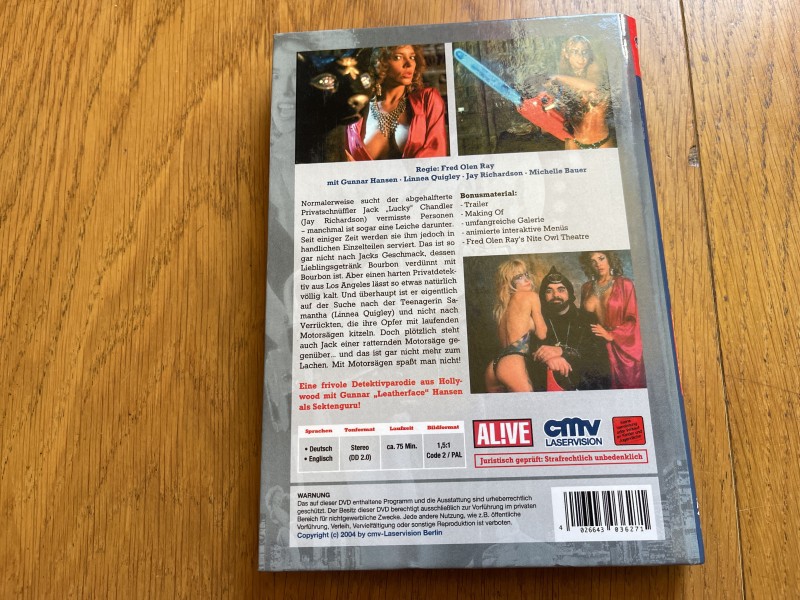 Regie: Fred Olen Ray
mit Gunnar Hansen · Linnea Quigley · Jay Richardson · Michelle Bauer
Normalerweise sucht der abgehalfterte
Privatschnüffler Jack „Lucky“ Chandler
(Jay Richardson) vermisste Personen
– manchmal ist sogar eine Leiche darunter.
Seit einiger Zeit werden sie ihm jedoch in
handlichen Einzelteilen serviert. Das ist so
gar nicht nach Jacks Geschmack, dessen
Lieblingsgetränk Bourbon verdünnt mit
Bourbon ist. Aber einen harten Privatdetek-
tiv aus Los Angeles lässt so etwas natürlich
völlig kalt. Und überhaupt ist er eigentlich
auf der Suche nach der Teenagerin Sa-
mantha (Linnea Quigley) und nicht nach
Verrückten, die ihre Opfer mit laufenden
Motorsägen kitzeln. Doch plötzlich steht
auch Jack einer ratternden Motorsäge ge-
genüber... und das ist gar nicht mehr zum
Lachen. Mit Motorsägen spaßt man nicht!
Eine frivole Detektivparodie aus Holly-
wood mit Gunnar „Leatherface“ Hansen
als Sektenguru!
Bonusmaterial:
- Trailer
- Making Of
- umfangreiche Galerie
- animierte interaktive Menüs
- Fred Olen Ray's Nite Owl Theatre
Sprachen Tonformat Laufzeit Bildformat
• Deutsch Stereo ca. 75 Min. 1,5:1
• Englisch (DD 2.0) Code 2 / PAL
AL!VE
cmv
LASERVISION
Juristisch geprüft: Strafrechtlich unbedenklich
WARNUNG
Das auf dieser DVD enthaltene Programm und die Ausstattung sind urheberrechtlich
geschützt. Der Besitz dieser DVD berechtigt ausschließlich zur Vorführung im privaten
Bereich für nichtgewerbliche Zwecke. Jede andere Nutzung, wie z.B. öffentliche
Vorführung, Verleih, Vervielfältigung oder sonstige Reproduktion ist verboten.
Copyright (c) 2004 by cmv-Laservision Berlin
4 026643 036271